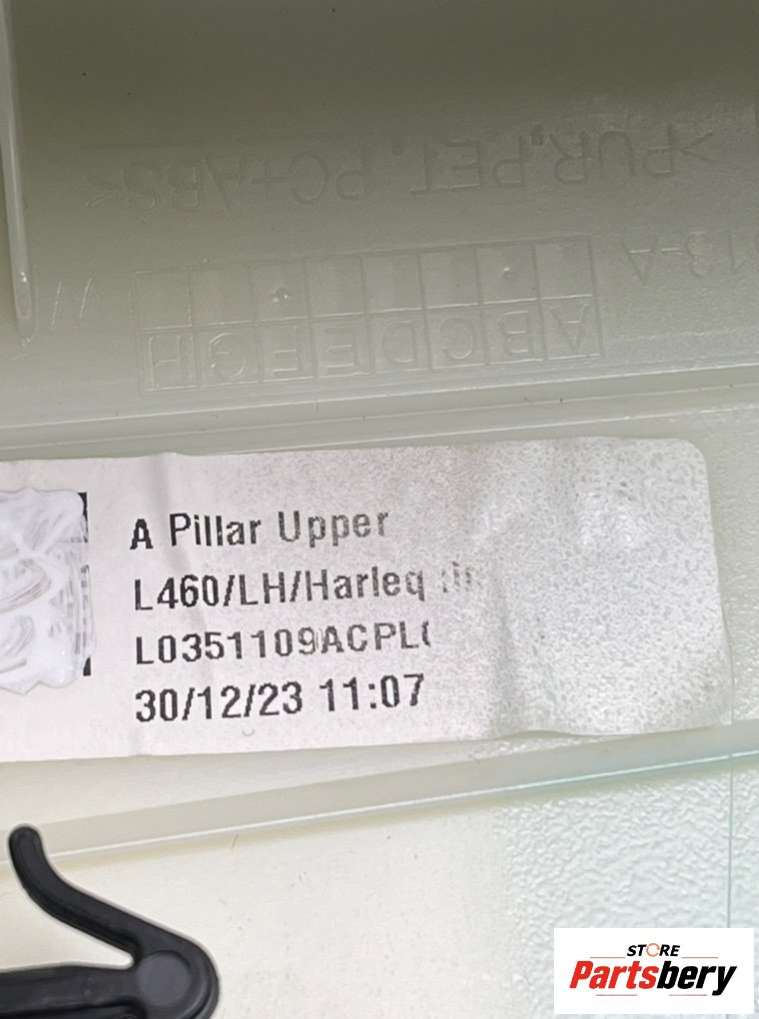 >PUR,PET, PC+ABS<
A B C D E F G H
A Pillar Upper
L460/LH/Harleq
L0351109ACPL
30/12/23 11:07
STORE
Partsbery